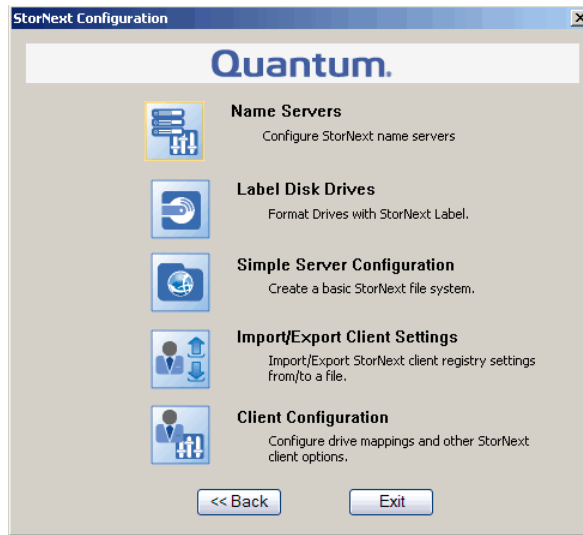 StorNext Configuration
Quantum.
Name Servers
Configure StorNext name servers
Label Disk Drives
Format Drives with StorNext Label.
Simple Server Configuration
Create a basic StorNext file system.
Import/Export Client Settings
Import/Export StorNext client registry settings
from/to a file.
Client Configuration
Configure drive mappings and other StorNext
client options.
<< Back
Exit